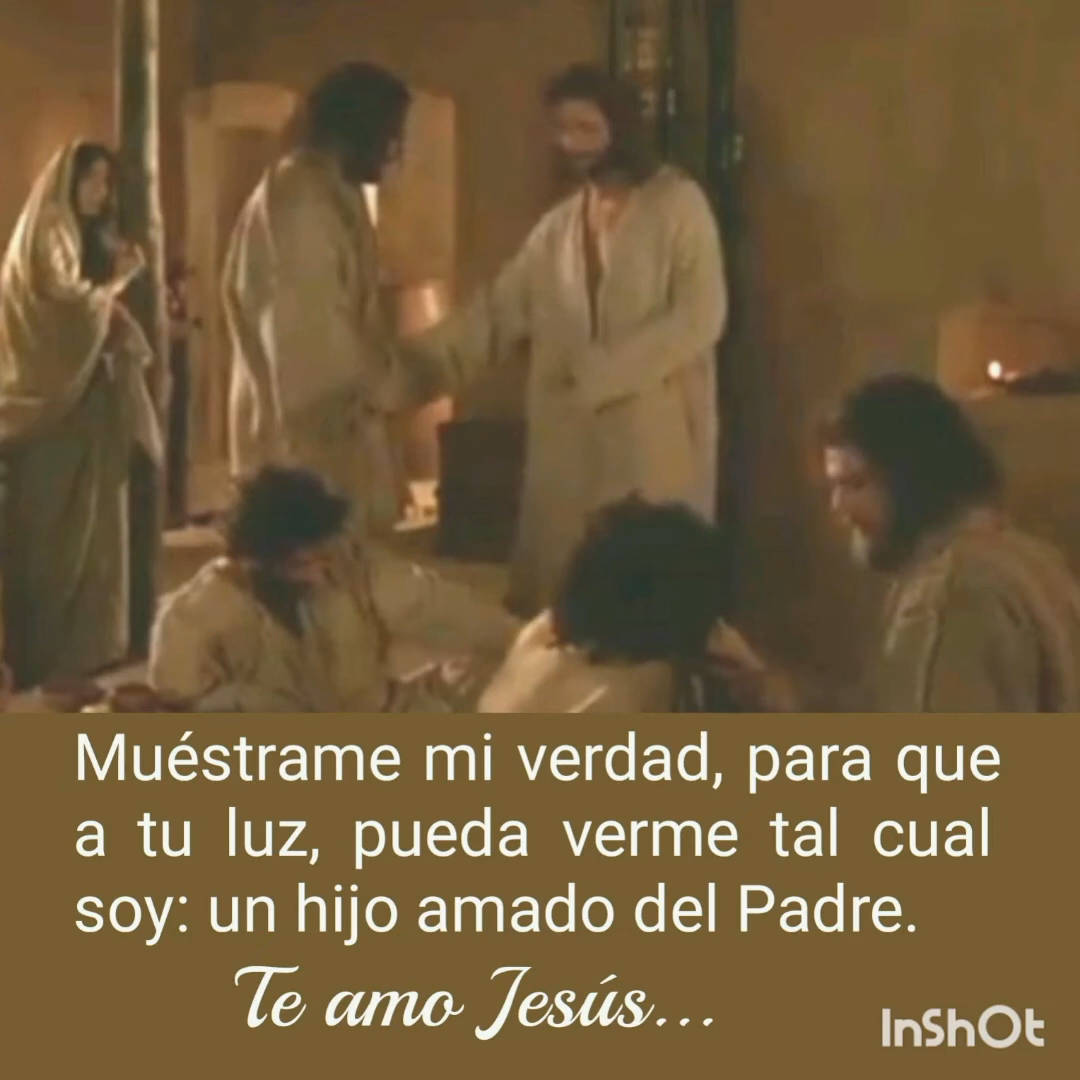 Muéstrame mi verdad, para que
a tu luz, pueda verme tal cual
soy: un hijo amado del Padre.
Te amo Jesús...
InShOt